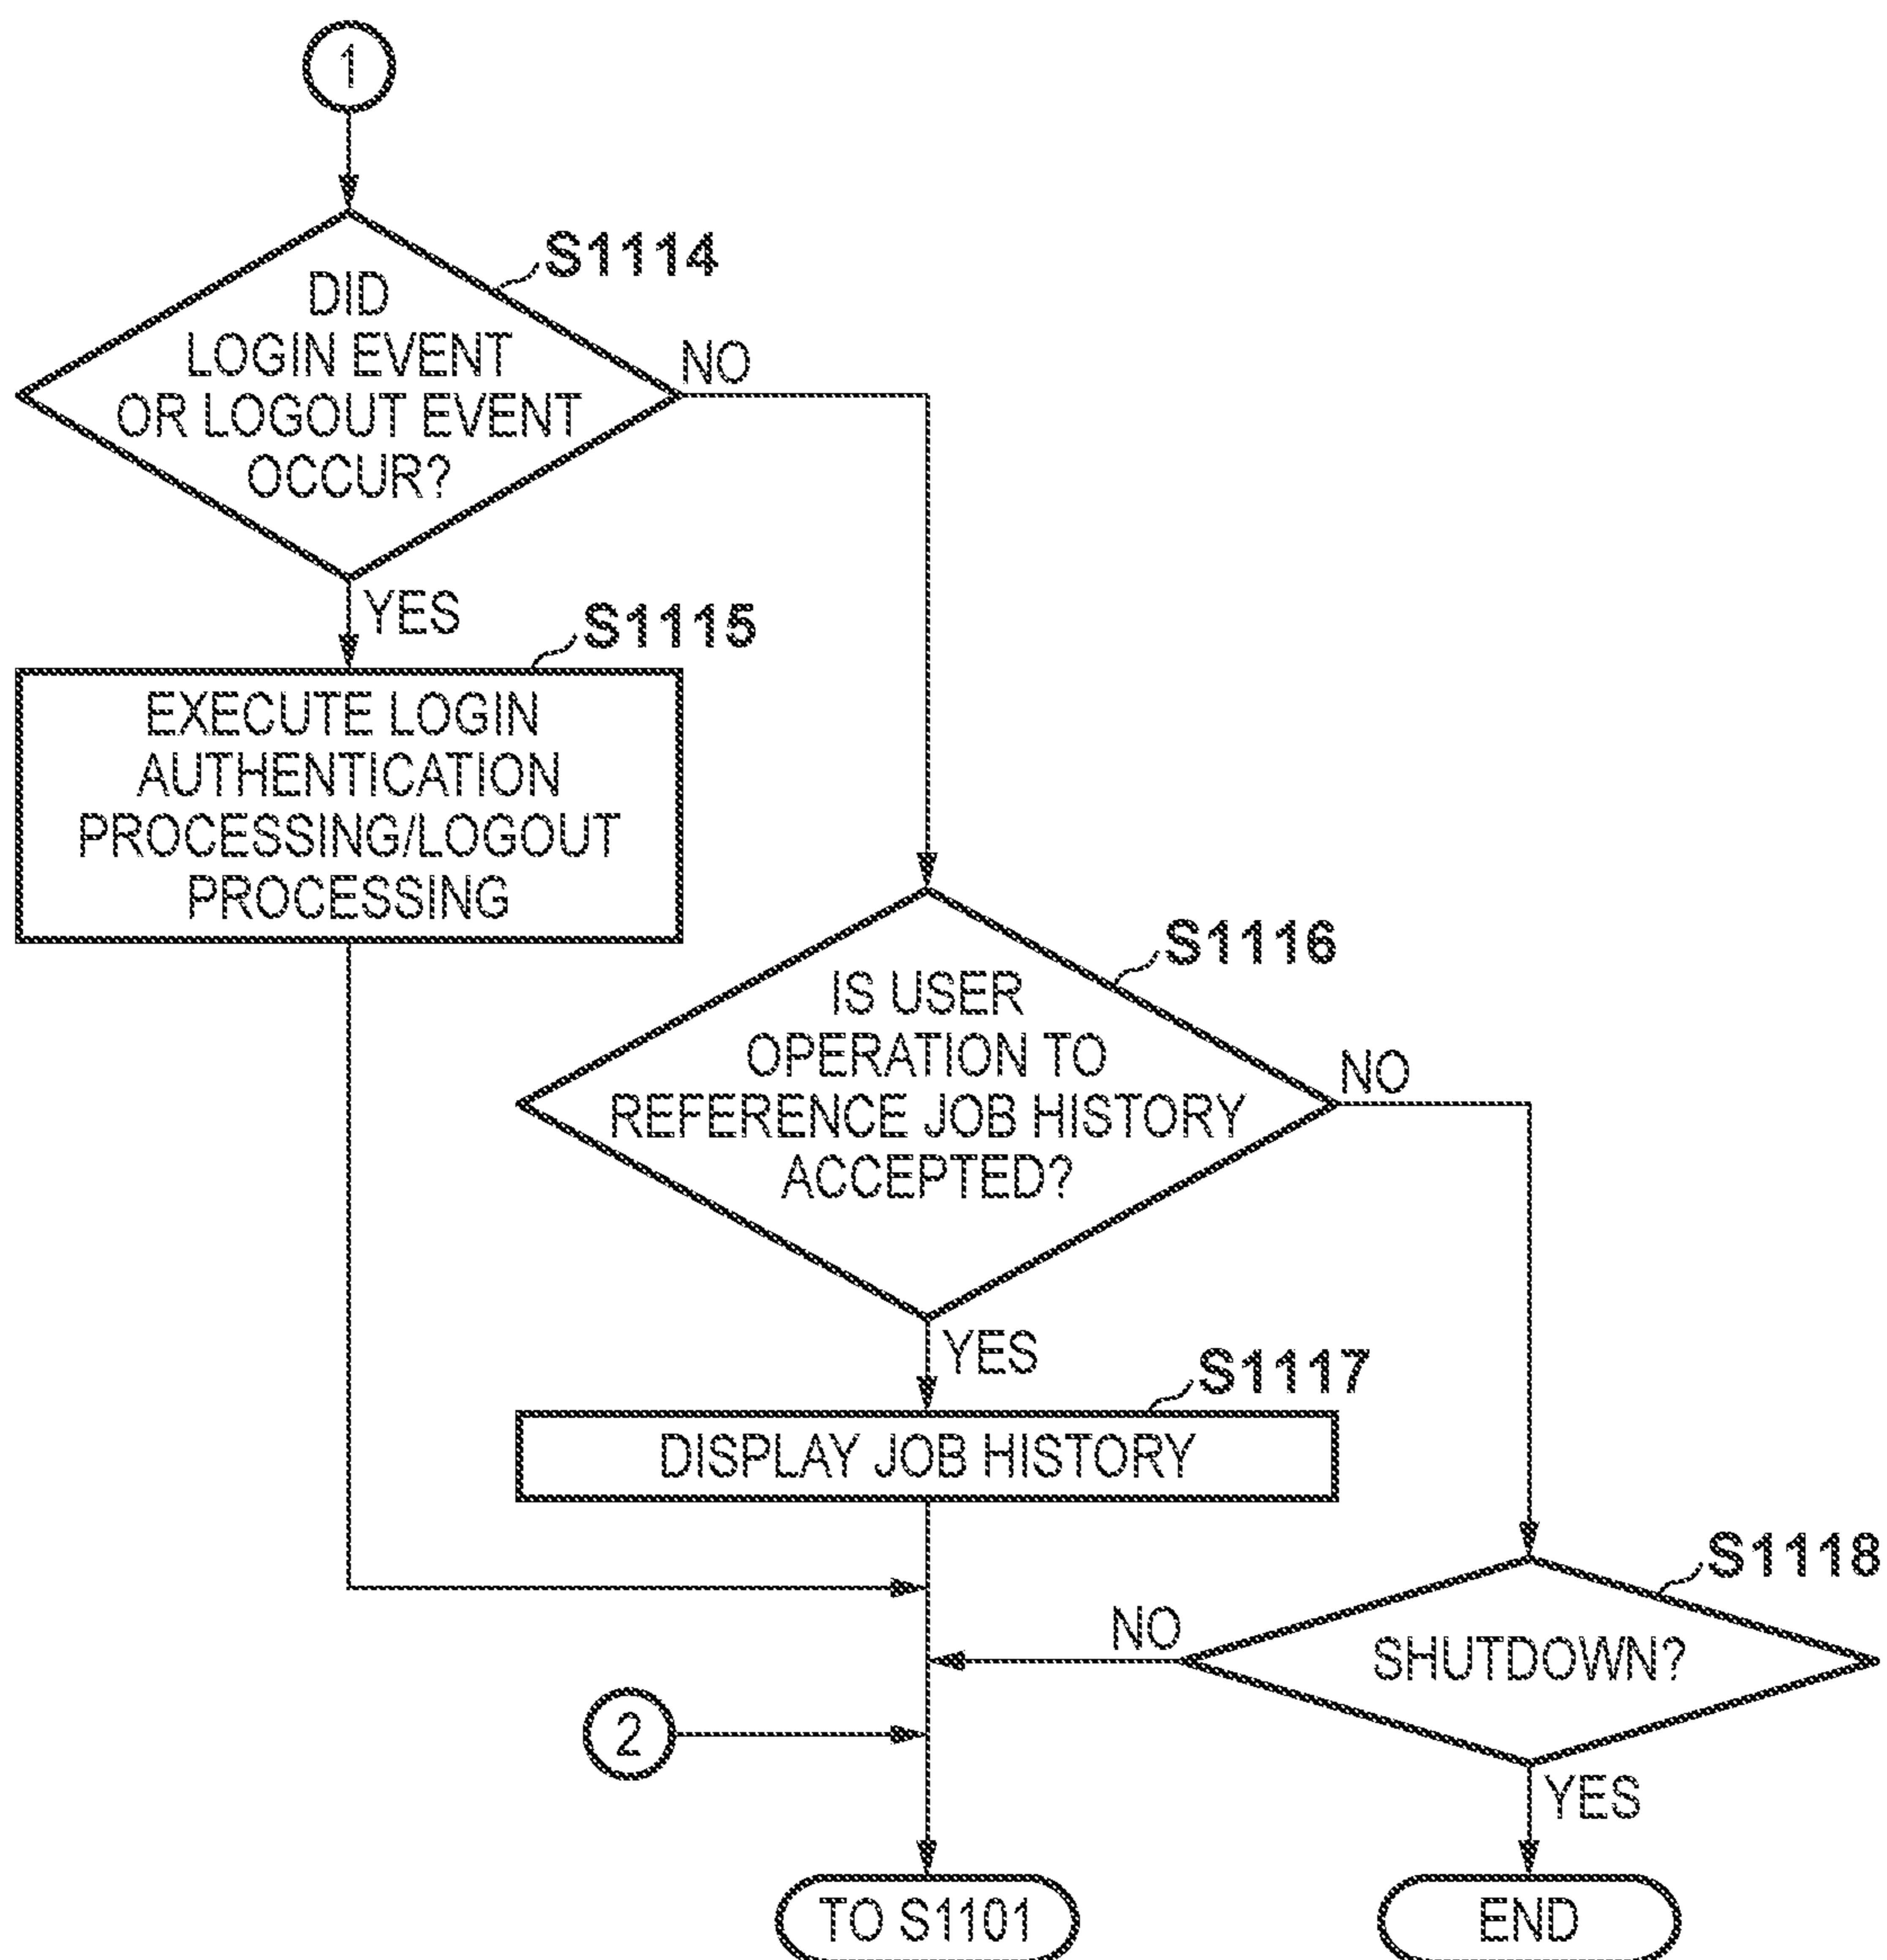 1
S1114
DID
LOGIN EVENT
OR LOGOUT EVENT
OCCUR?
NO
YES
S1115
EXECUTE LOGIN
AUTHENTICATION
PROCESSING/LOGOUT
PROCESSING
S1116
IS USER
OPERATION TO
REFERENCE JOB HISTORY
ACCEPTED?
NO
YES
S1117
DISPLAY JOB HISTORY
S1118
SHUTDOWN?
NO
YES
2
TO S1101
END